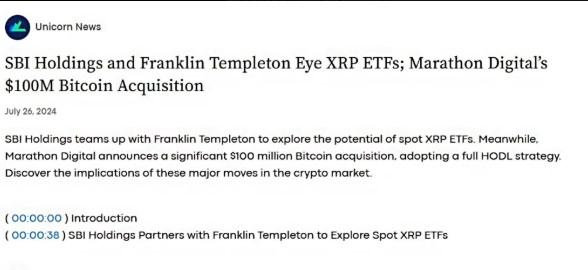 Unicorn News
SBI Holdings and Franklin Templeton Eye XRP ETFs; Marathon Digital's
$100M Bitcoin Acquisition
July 26, 2024
SBI Holdings teams up with Franklin Templeton to explore the potential of spot XRP ETFs. Meanwhile,
Marathon Digital announces a significant $100 million Bitcoin acquisition, adopting a full HODL strategy.
Discover the implications of these major moves in the crypto market.
( 00:00:00 ) Introduction
( 00:00:38 ) SBI Holdings Partners with Franklin Templeton to Explore Spot XRP ETFs